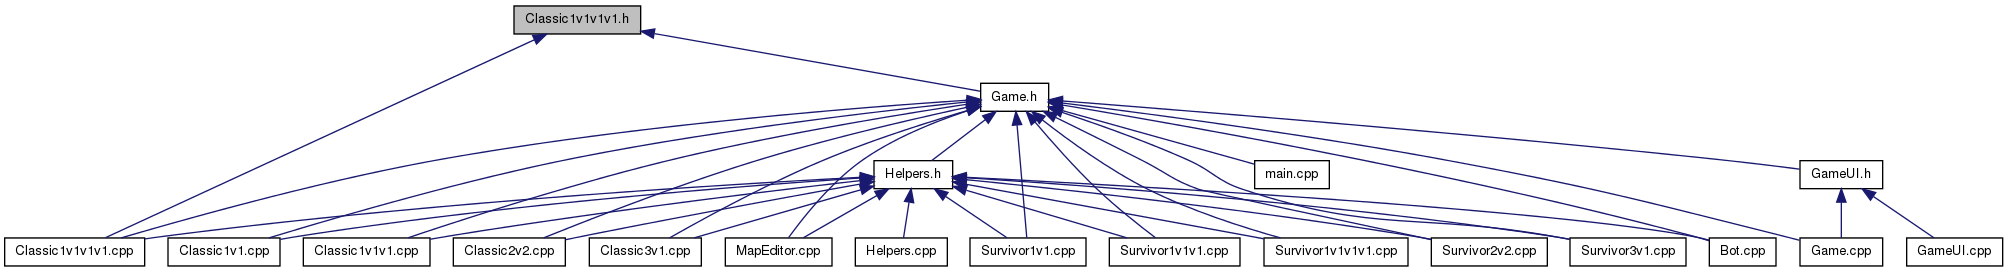 Classic1v1v1v1.h
Game.h
Helpers.h
main.cpp
GameUI.h
Classic1v1v1v1.cpp
Classic1v1.cpp
Classic1v1v1.cpp
Classic2v2.cpp
Classic3v1.cpp
MapEditor.cpp
Helpers.cpp
Survivor1v1.cpp
Survivor1v1v1.cpp
Survivor1v1v1v1.cpp
Survivor2v2.cpp
Survivor3v1.cpp
Bot.cpp
Game.cpp
GameUI.cpp